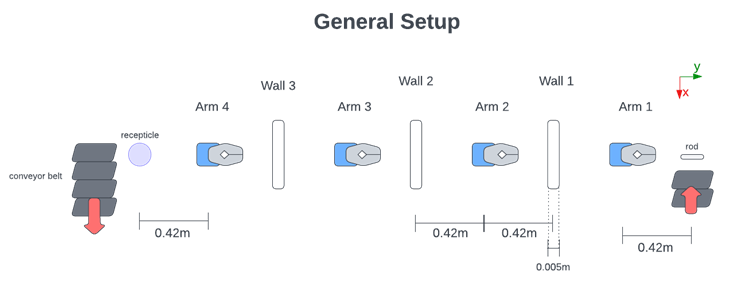 General Setup
y
x
Wall 3
Wall 2
Wall 1
Arm 4
Arm 3
Arm 2
Arm 1
recepticle
rod
conveyor belt
0.42m
0.42m
0.42m
0.42m
0.005m